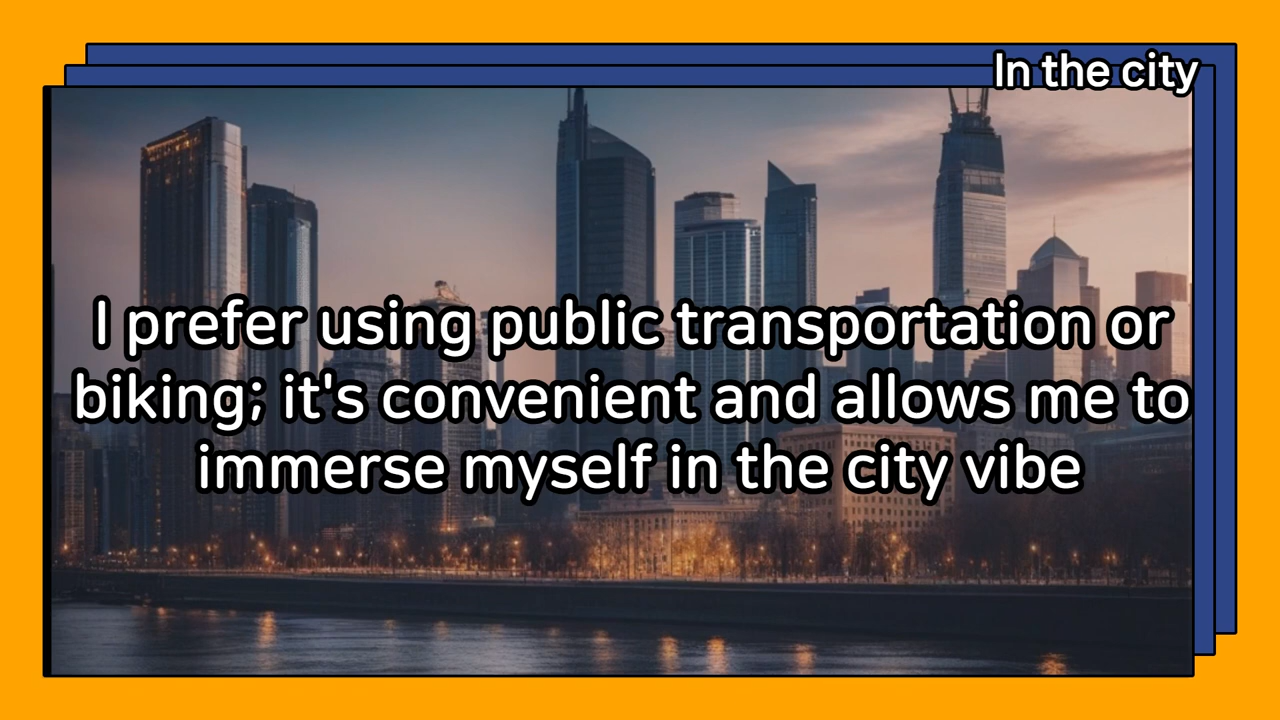 In the city
I prefer using public transportation or
biking; it's convenient and allows me to
immerse myself in the city vibe